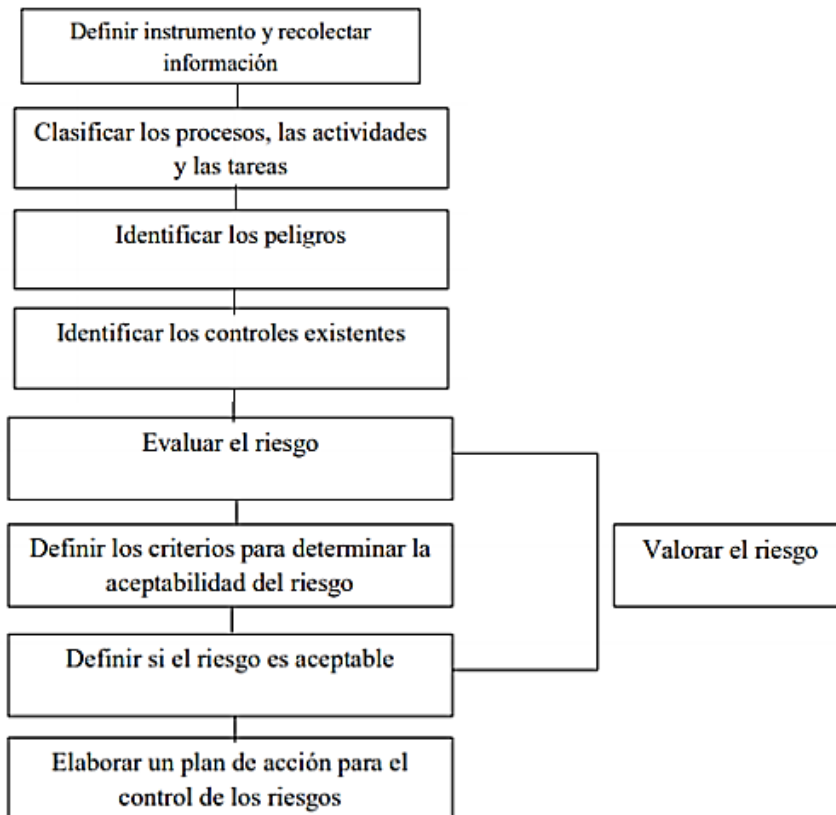 Definir instrumento y recolectar
información
Clasificar los procesos, las actividades
y las tareas
Identificar los peligros
Identificar los controles existentes
Evaluar el riesgo
Definir los criterios para determinar la
aceptabilidad del riesgo
Valorar el riesgo
Definir si el riesgo es aceptable
Elaborar un plan de acción para el
control de los riesgos